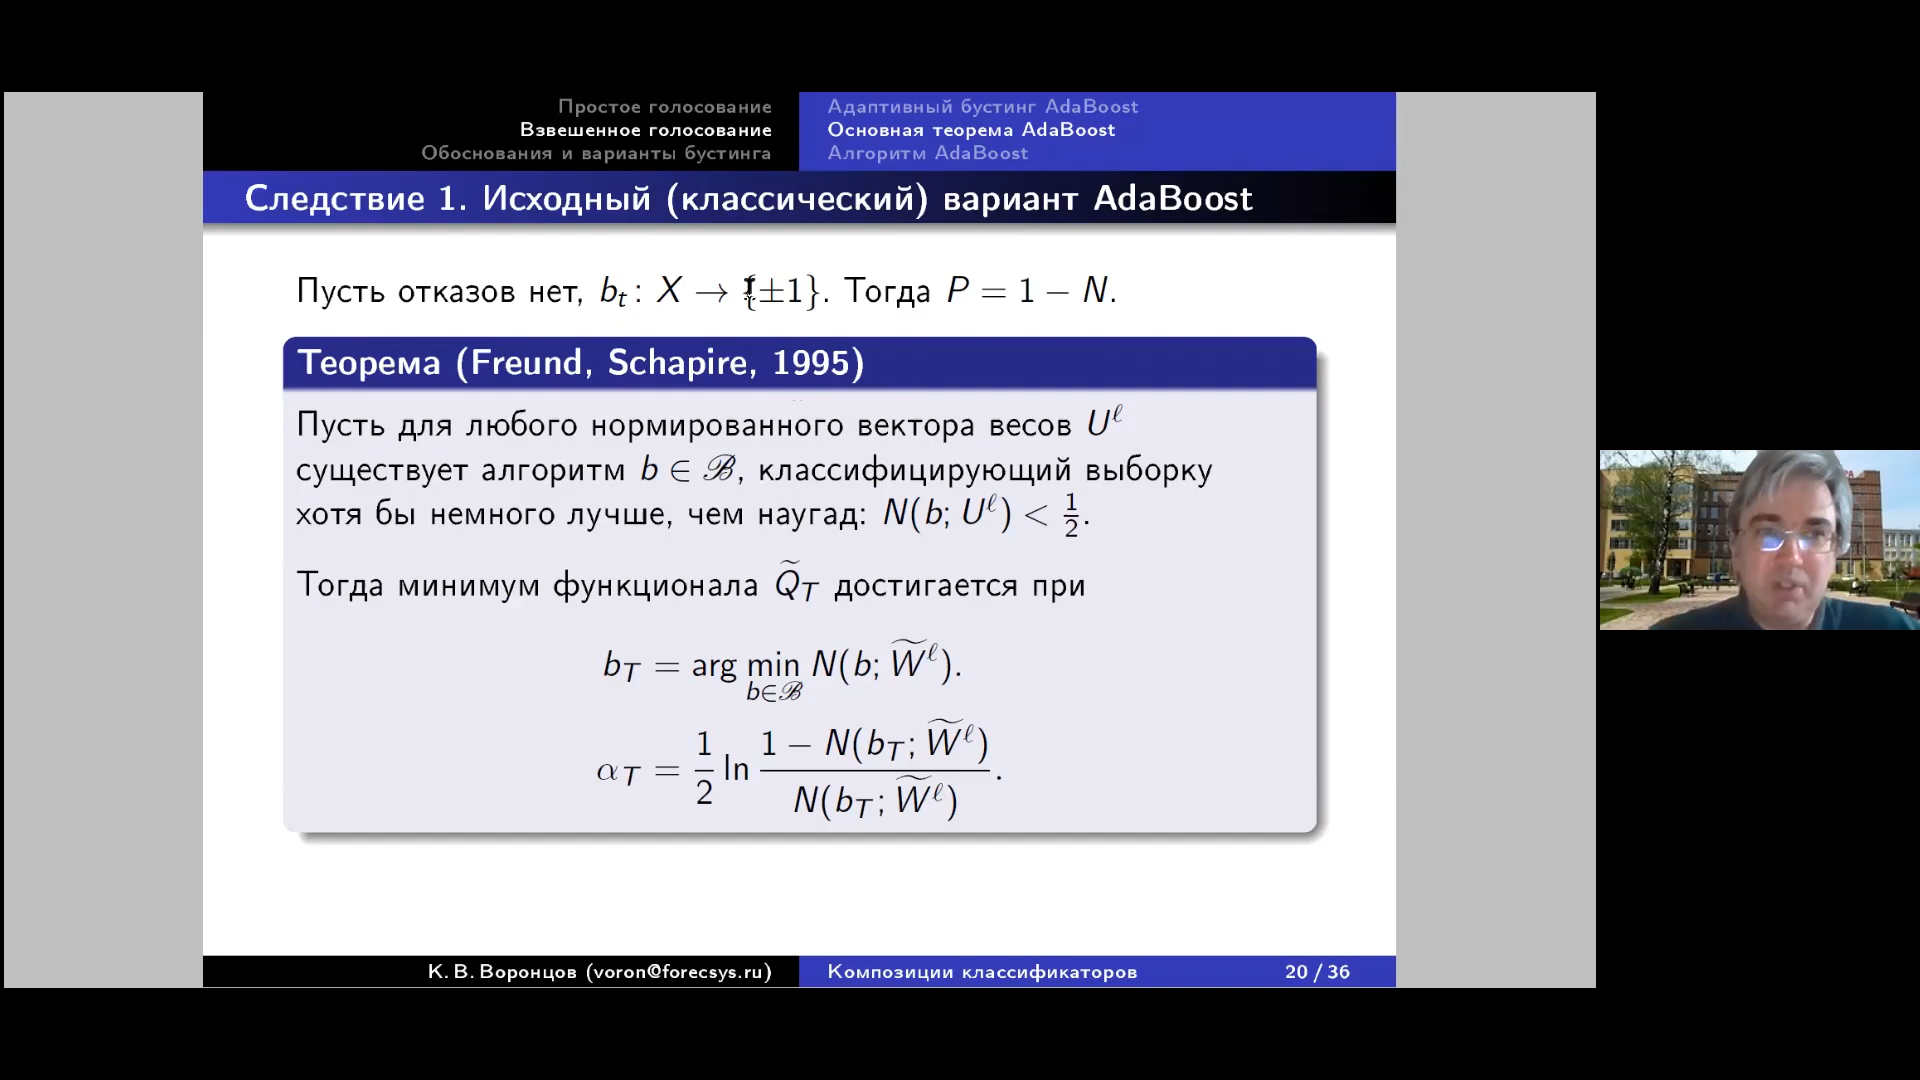 Простое голосование
Взвешенное голосование
Обоснования и варианты бустинга
Адаптивный бустинг AdaBoost
Основная теорема AdaBoost
Алгоритм AdaBoost
Следствие 1. Исходный (классический) вариант AdaBoost
Пусть отказов нет, b_t : X → {±1}. Тогда P = 1 − N.
Теорема (Freund, Schapire, 1995)
Пусть для любого нормированного вектора весов U^ℓ
существует алгоритм b ∈ ℬ, классифицирующий выборку
хотя бы немного лучше, чем наугад: N(b; U^ℓ) < 1/2.
Тогда минимум функционала Q̃_T достигается при
b_T = arg min_{b∈ℬ} N(b; W̃^ℓ).
α_T = 1/2 ln (1 − N(b_T; W̃^ℓ)) / N(b_T; W̃^ℓ).
К. В. Воронцов (voron@forecsys.ru)
Композиции классификаторов
20 / 36